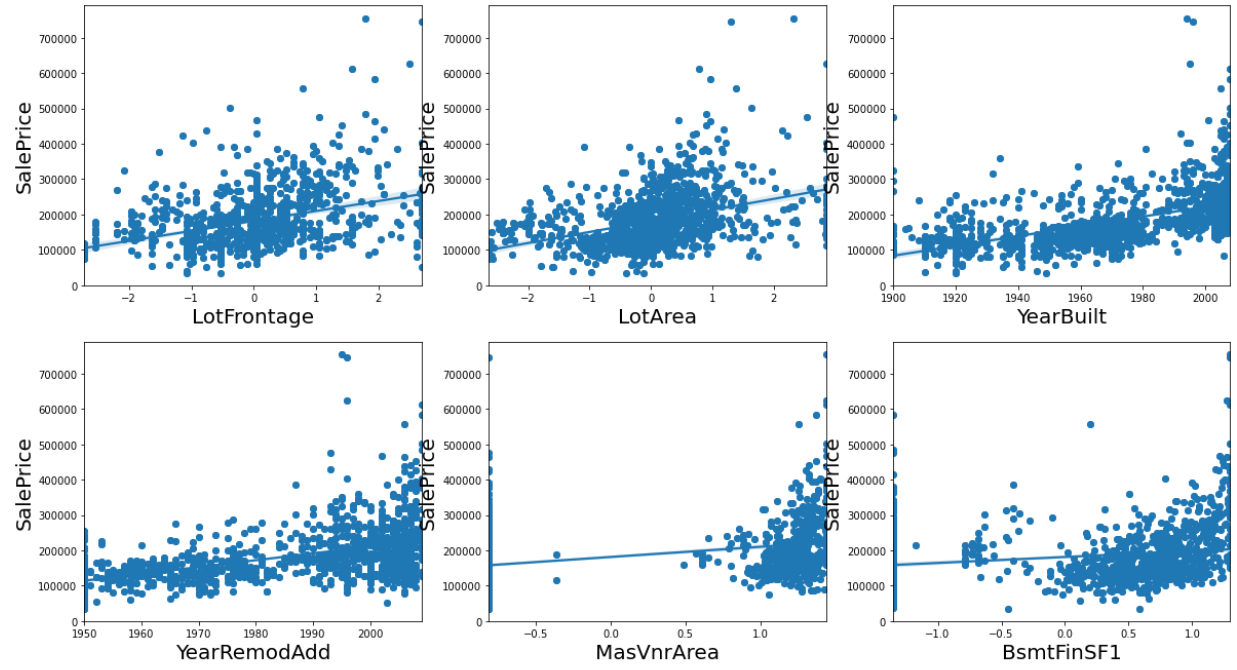 700000
600000
500000
400000
300000
200000
100000
0
SalePrice
−2 −1 0 1 2
LotFrontage
700000
600000
500000
400000
300000
200000
100000
0
SalePrice
−2 −1 0 1 2
LotArea
700000
600000
500000
400000
300000
200000
100000
0
SalePrice
1900 1920 1940 1960 1980 2000
YearBuilt
700000
600000
500000
400000
300000
200000
100000
0
SalePrice
1950 1960 1970 1980 1990 2000
YearRemodAdd
700000
600000
500000
400000
300000
200000
100000
0
SalePrice
−0.5 0.0 0.5 1.0
MasVnrArea
700000
600000
500000
400000
300000
200000
100000
0
SalePrice
−1.0 −0.5 0.0 0.5 1.0
BsmtFinSF1